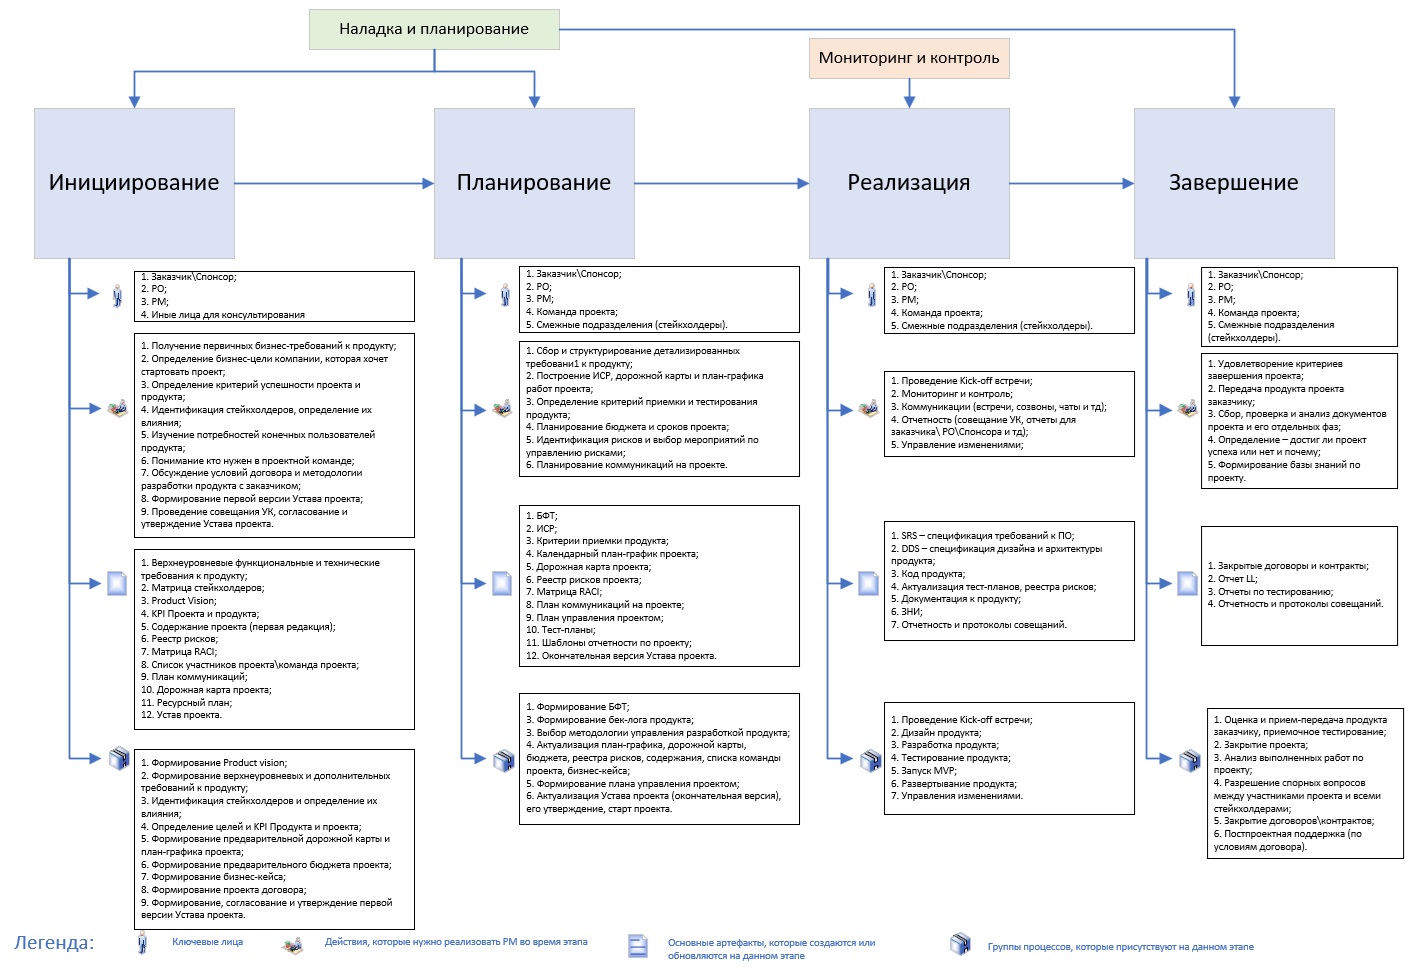 Наладка и планирование
Мониторинг и контроль
Инициирование
Планирование
Реализация
Завершение
1. Заказчик\Спонсор;
2. PO;
3. PM;
4. Иные лица для консультирования
1. Получение первичных бизнес-требований к продукту;
2. Определение бизнес-цели компании, которая хочет
стартовать проект;
3. Определение критерий успешности проекта и
продукта;
4. Идентификация стейкхолдеров, определение их
влияния;
5. Изучение потребностей конечных пользователей
продукта;
6. Понимание кто нужен в проектной команде;
7. Обсуждение условий договора и методологии
разработки продукта с заказчиком;
8. Формирование первой версии Устава проекта;
9. Проведение совещания УК, согласование и
утверждение Устава проекта.
1. Верхнеуровневые функциональные и технические
требования к продукту;
2. Матрица стейкхолдеров;
3. Product Vision;
4. KPI Проекта и продукта;
5. Содержание проекта (первая редакция);
6. Реестр рисков;
7. Матрица RACI;
8. Список участников проекта\команда проекта;
9. План коммуникаций;
10. Дорожная карта проекта;
11. Ресурсный план;
12. Устав проекта.
1. Формирование Product vision;
2. Формирование верхнеуровневых и дополнительных
требований к продукту;
3. Идентификация стейкхолдеров и определение их
влияния;
4. Определение целей и KPI Продукта и проекта;
5. Формирование предварительной дорожной карты и
план-графика проекта;
6. Формирование предварительного бюджета проекта;
7. Формирование бизнес-кейса;
8. Формирование проекта договора;
9. Формирование, согласование и утверждение первой
версии Устава проекта.
1. Заказчик\Спонсор;
2. PO;
3. PM;
4. Команда проекта;
5. Смежные подразделения (стейкхолдеры).
1. Сбор и структурирование детализированных
требовани1 к продукту;
2. Построение ИСР, дорожной карты и план-графика
работ проекта;
3. Определение критерий приемки и тестирования
продукта;
4. Планирование бюджета и сроков проекта;
5. Идентификация рисков и выбор мероприятий по
управлению рисками;
6. Планирование коммуникаций на проекте.
1. БФТ;
2. ИСР;
3. Критерии приемки продукта;
4. Календарный план-график проекта;
5. Дорожная карта проекта;
6. Реестр рисков проекта;
7. Матрица RACI;
8. План коммуникаций на проекте;
9. План управления проектом;
10. Тест-планы;
11. Шаблоны отчетности по проекту;
12. Окончательная версия Устава проекта.
1. Формирование БФТ;
3. Формирование бек-лога продукта;
3. Выбор методологии управления разработкой продукта;
4. Актуализация план-графика, дорожной карты,
бюджета, реестра рисков, содержания, списка команды
проекта, бизнес-кейса;
5. Формирование плана управления проектом;
6. Актуализация Устава проекта (окончательная версия),
его утверждение, старт проекта.
1. Заказчик\Спонсор;
2. PO;
3. PM;
4. Команда проекта;
5. Смежные подразделения (стейкхолдеры).
1. Проведение Kick-off встречи;
2. Мониторинг и контроль;
3. Коммуникации (встречи, созвоны, чаты и тд);
4. Отчетность (совещание УК, отчеты для
заказчика\ PO\Спонсора и тд);
5. Управление изменениями;
1. SRS – спецификация требований к ПО;
2. DDS – спецификация дизайна и архитектуры
продукта;
3. Код продукта;
4. Актуализация тест-планов, реестра рисков;
5. Документация к продукту;
6. ЗНИ;
7. Отчетность и протоколы совещаний.
1. Проведение Kick-off встречи;
2. Дизайн продукта;
3. Разработка продукта;
4. Тестирование продукта;
5. Запуск MVP;
6. Развертывание продукта;
7. Управления изменениями.
1. Заказчик\Спонсор;
2. PO;
3. PM;
4. Команда проекта;
5. Смежные подразделения
(стейкхолдеры).
1. Удовлетворение критериев
завершения проекта;
2. Передача продукта проекта
заказчику;
3. Сбор, проверка и анализ документов
проекта и его отдельных фаз;
4. Определение – достиг ли проект
успеха или нет и почему;
5. Формирование базы знаний по
проекту.
1. Закрытые договоры и контракты;
2. Отчет LL;
3. Отчеты по тестированию;
4. Отчетность и протоколы совещаний.
1. Оценка и прием-передача продукта
заказчику, приемочное тестирование;
2. Закрытие проекта;
3. Анализ выполненных работ по
проекту;
4. Разрешение спорных вопросов
между участниками проекта и всеми
стейкхолдерами;
5. Закрытие договоров\контрактов;
6. Постпроектная поддержка (по
условиям договора).
Легенда:
Ключевые лица
Действия, которые нужно реализовать PM во время этапа
Основные артефакты, которые создаются или
обновляются на данном этапе
Группы процессов, которые присутствуют на данном этапе